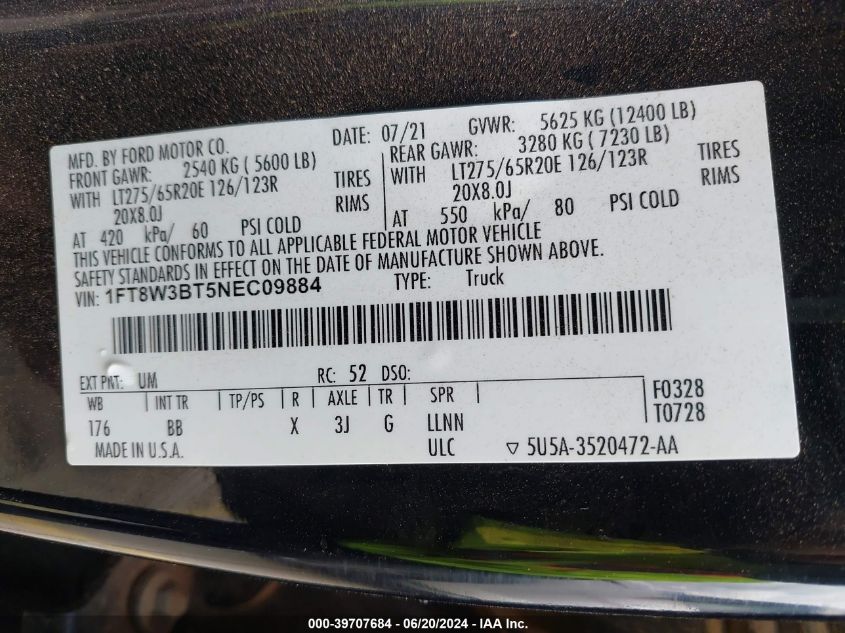 MFD. BY FORD MOTOR CO. DATE: 07/21 GVWR: 5625 KG (12400 LB)
FRONT GAWR: 2540 KG ( 5600 LB) REAR GAWR: 3280 KG ( 7230 LB)
WITH LT275/65R20E 126/123R TIRES WITH LT275/65R20E 126/123R TIRES
20X8.0J RIMS 20X8.0J RIMS
AT 420 kPa/ 60 PSI COLD AT 550 kPa/ 80 PSI COLD
THIS VEHICLE CONFORMS TO ALL APPLICABLE FEDERAL MOTOR VEHICLE
SAFETY STANDARDS IN EFFECT ON THE DATE OF MANUFACTURE SHOWN ABOVE.
VIN: 1FT8W3BT5NEC09884 TYPE: Truck
EXT PNT: UM RC: 52 DSO:
WB | INT TR | TP/PS | R | AXLE | TR | SPR | F0328
176 BB X 3J G LLNN T0728
MADE IN U.S.A. ULC ▽ 5U5A-3520472-AA
000-39707684 - 06/20/2024 - IAA Inc.